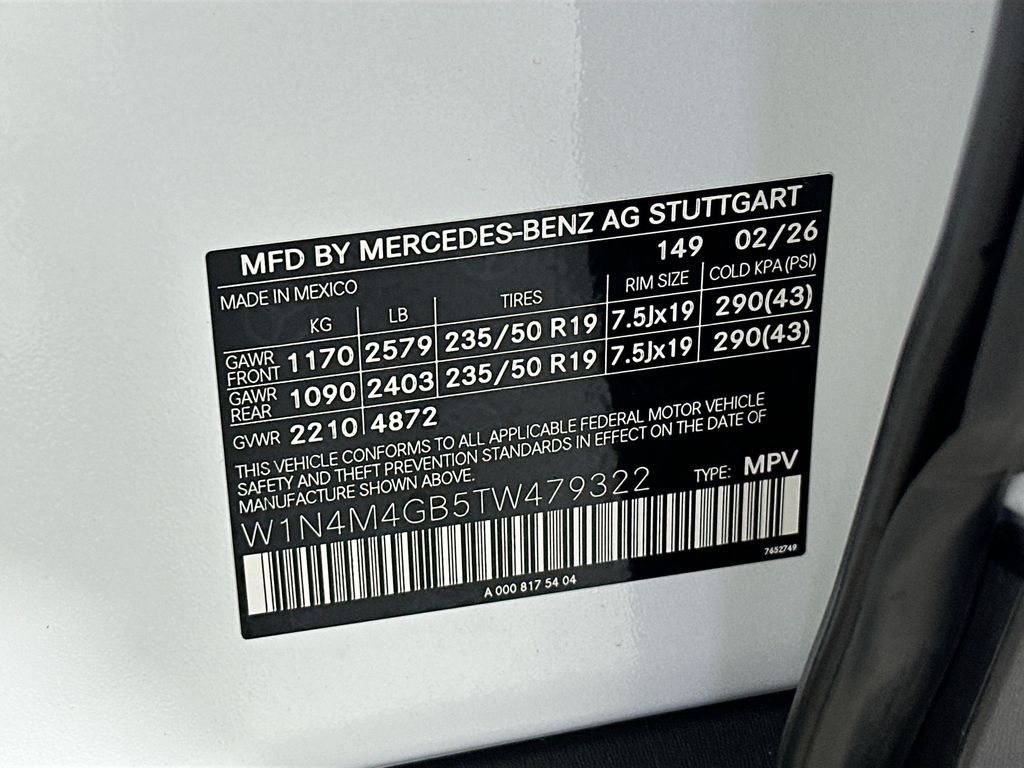 MFD BY MERCEDES-BENZ AG STUTTGART
MADE IN MEXICO 149 02/26
KG LB TIRES RIM SIZE COLD KPA (PSI)
GAWR FRONT 1170 2579 235/50 R19 7.5Jx19 290(43)
GAWR REAR 1090 2403 235/50 R19 7.5Jx19 290(43)
GVWR 2210 4872
THIS VEHICLE CONFORMS TO ALL APPLICABLE FEDERAL MOTOR VEHICLE
SAFETY AND THEFT PREVENTION STANDARDS IN EFFECT ON THE DATE OF
MANUFACTURE SHOWN ABOVE.
W1N4M4GB5TW479322 TYPE: MPV
7652749
A 000 817 54 04